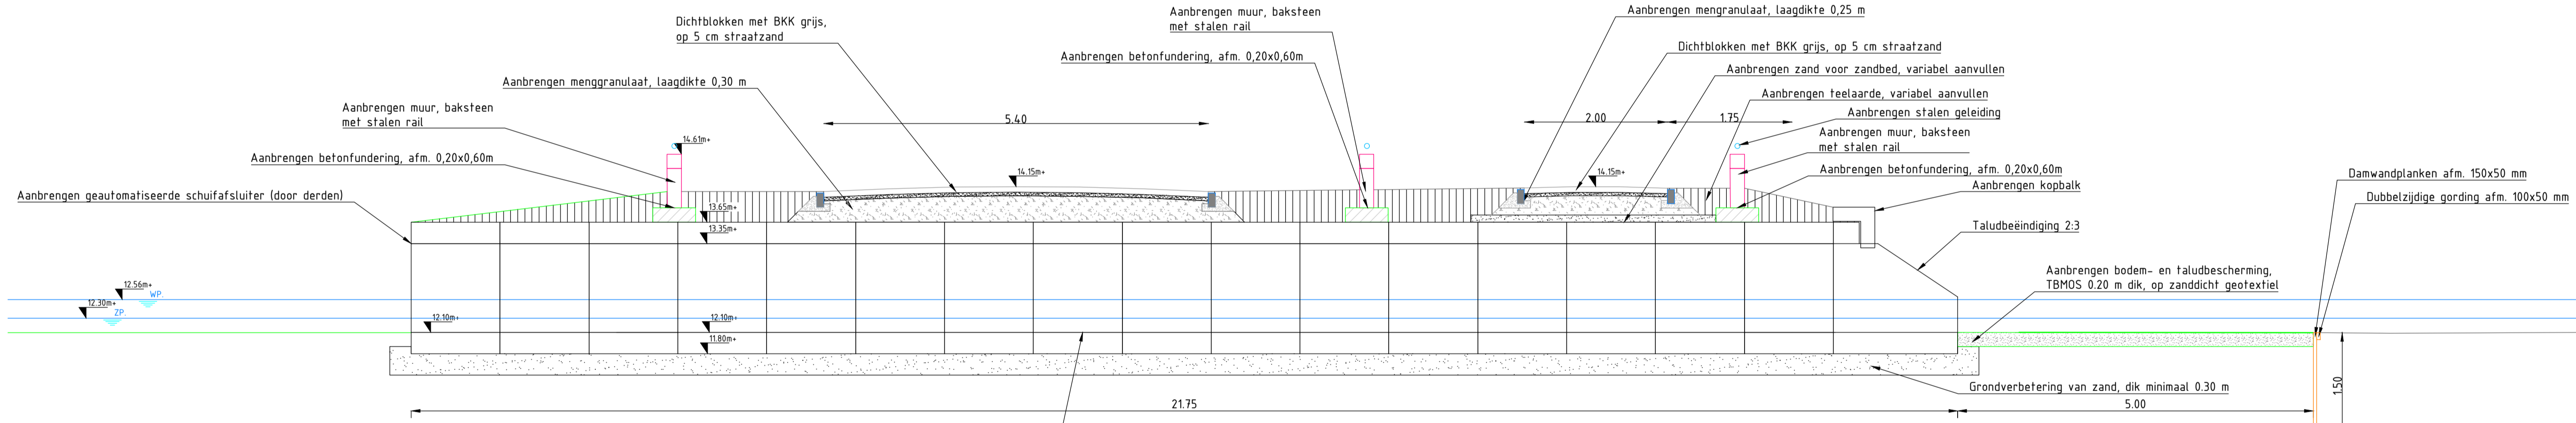 Aanbrengen muur, baksteen
met stalen rail
Aanbrengen mengranulaat, laagdikte 0,25 m
Dichtblokken met BKK grijs,
op 5 cm straatzand
Dichtblokken met BKK grijs, op 5 cm straatzand
Aanbrengen betonfundering, afm. 0,20x0,60m
Aanbrengen zand voor zandbed, variabel aanvullen
Aanbrengen menggranulaat, laagdikte 0,30 m
Aanbrengen teelaarde, variabel aanvullen
Aanbrengen muur, baksteen
met stalen rail
5.40
2.00
1.75
Aanbrengen stalen geleiding
Aanbrengen muur, baksteen
met stalen rail
14.61m+
Aanbrengen betonfundering, afm. 0,20x0,60m
Aanbrengen betonfundering, afm. 0,20x0,60m
14.15m+
14.15m+
Damwandplanken afm. 150x50 mm
Aanbrengen kopbalk
Aanbrengen geautomatiseerde schuifafsluiter (door derden)
Dubbelzijdige gording afm. 100x50 mm
13.65m+
13.35m+
Taludbeëindiging 2:3
Aanbrengen bodem- en taludbescherming,
TBMOS 0.20 m dik, op zanddicht geotextiel
12.56m+
WP.
12.30m+
ZP.
12.10m+
12.10m+
11.80m+
Grondverbetering van zand, dik minimaal 0.30 m
1.50
21.75
5.00